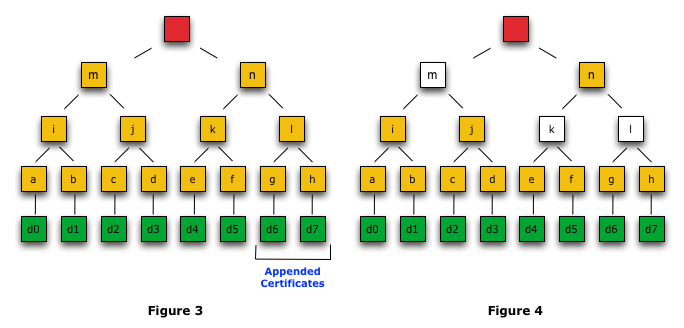 m n m n
i j k l i j k l
a b c d e f g h a b c d e f g h
d0 d1 d2 d3 d4 d5 d6 d7 d0 d1 d2 d3 d4 d5 d6 d7
Appended
Certificates
Figure 3 Figure 4